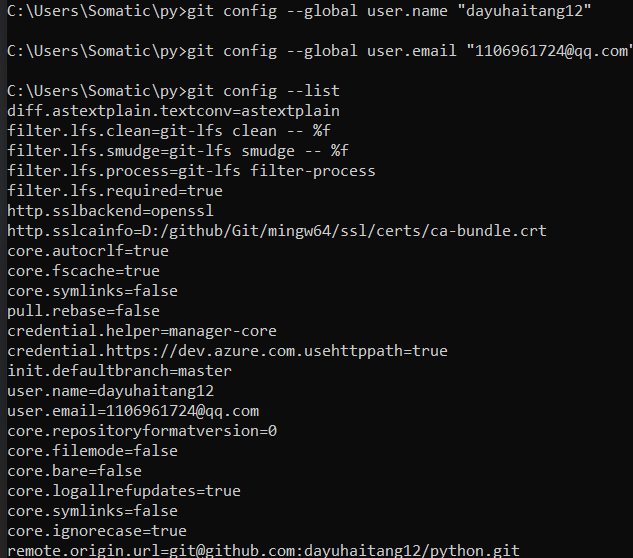 C:\Users\Somatic\py>git config --global user.name "dayuhaitang12"
C:\Users\Somatic\py>git config --global user.email "1106961724@qq.com"
C:\Users\Somatic\py>git config --list
diff.astextplain.textconv=astextplain
filter.lfs.clean=git-lfs clean -- %f
filter.lfs.smudge=git-lfs smudge -- %f
filter.lfs.process=git-lfs filter-process
filter.lfs.required=true
http.sslbackend=openssl
http.sslcainfo=D:/github/Git/mingw64/ssl/certs/ca-bundle.crt
core.autocrlf=true
core.fscache=true
core.symlinks=false
pull.rebase=false
credential.helper=manager-core
credential.https://dev.azure.com.usehttppath=true
init.defaultbranch=master
user.name=dayuhaitang12
user.email=1106961724@qq.com
core.repositoryformatversion=0
core.filemode=false
core.bare=false
core.logallrefupdates=true
core.symlinks=false
core.ignorecase=true
remote.origin.url=git@github.com:dayuhaitang12/python.git